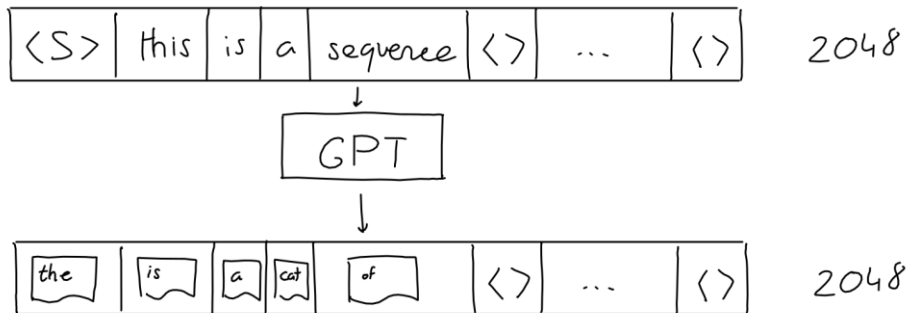 <S> this is a sequence <> ... <> 2048
GPT
the is a cat of <> ... <> 2048